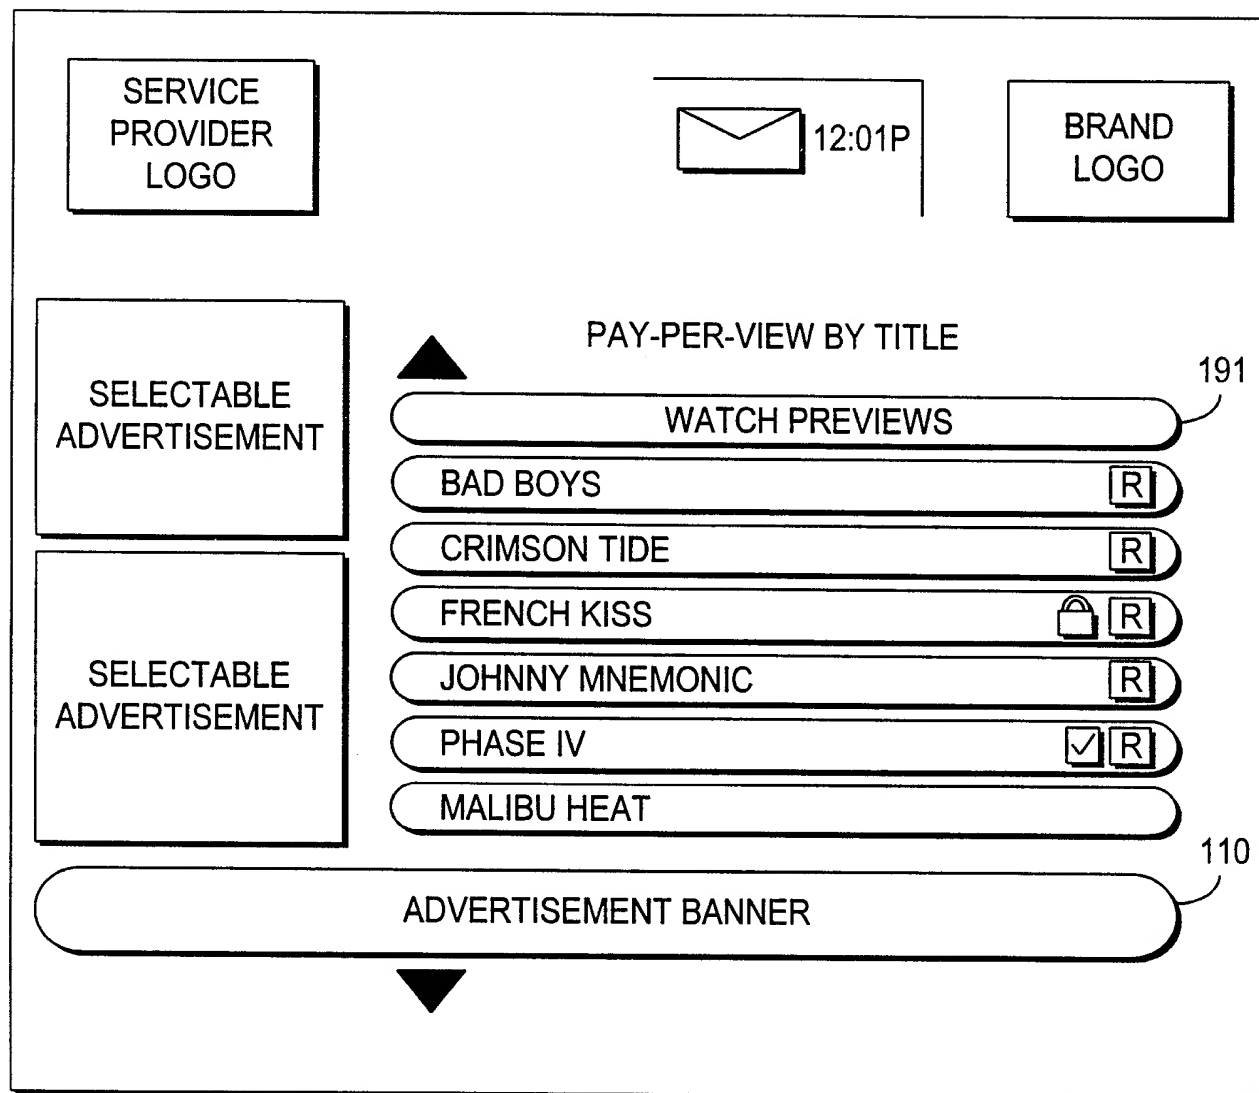 SERVICE
PROVIDER
LOGO
12:01P
BRAND
LOGO
SELECTABLE
ADVERTISEMENT
SELECTABLE
ADVERTISEMENT
PAY-PER-VIEW BY TITLE
191
WATCH PREVIEWS
BAD BOYS R
CRIMSON TIDE R
FRENCH KISS R
JOHNNY MNEMONIC R
PHASE IV R
MALIBU HEAT
110
ADVERTISEMENT BANNER